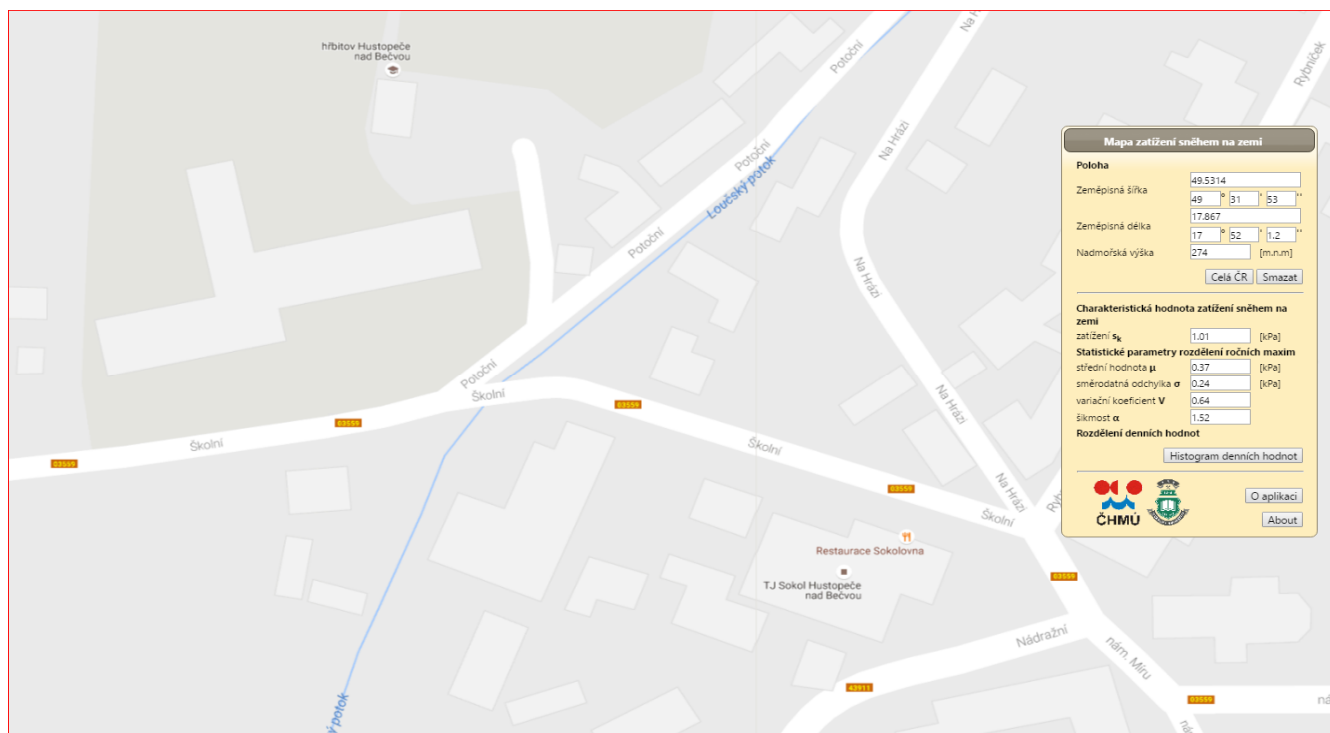 hřbitov Hustopeče
nad Bečvou
Potoční
Na Hrázi
Rybníček
Na Hrázi
Potoční
Loučský potok
Potoční
Na Hrázi
Potoční
Školní
Na Hrázi
03559
03559
Školní
Školní
03559
03559
Na Hrázi
Školní
Restaurace Sokolovna
TJ Sokol Hustopeče
nad Bečvou
03559
Nádražní
nám. Míru
43911
03559
Mapa zatížení sněhem na zemi
Poloha
49.5314
Zeměpisná šířka
49 ° 31 ' 53 ''
17.867
Zeměpisná délka
17 ° 52 ' 1.2 ''
Nadmořská výška 274 [m.n.m]
Celá ČR Smazat
Charakteristická hodnota zatížení sněhem na
zemi
zatížení sk 1.01 [kPa]
Statistické parametry rozdělení ročních maxim
střední hodnota μ 0.37 [kPa]
směrodatná odchylka σ 0.24 [kPa]
variační koeficient V 0.64
šikmost α 1.52
Rozdělení denních hodnot
Histogram denních hodnot
ČHMÚ
O aplikaci
About